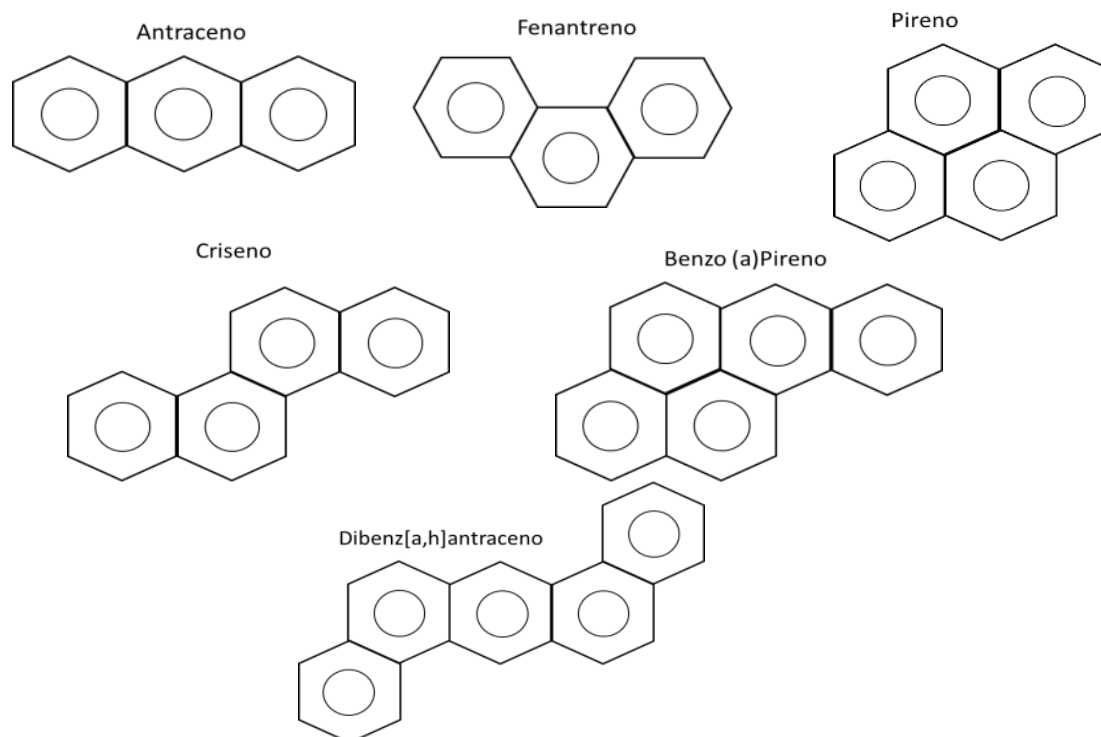 Antraceno
Fenantreno
Pireno
Criseno
Benzo (a)Pireno
Dibenz[a,h]antraceno